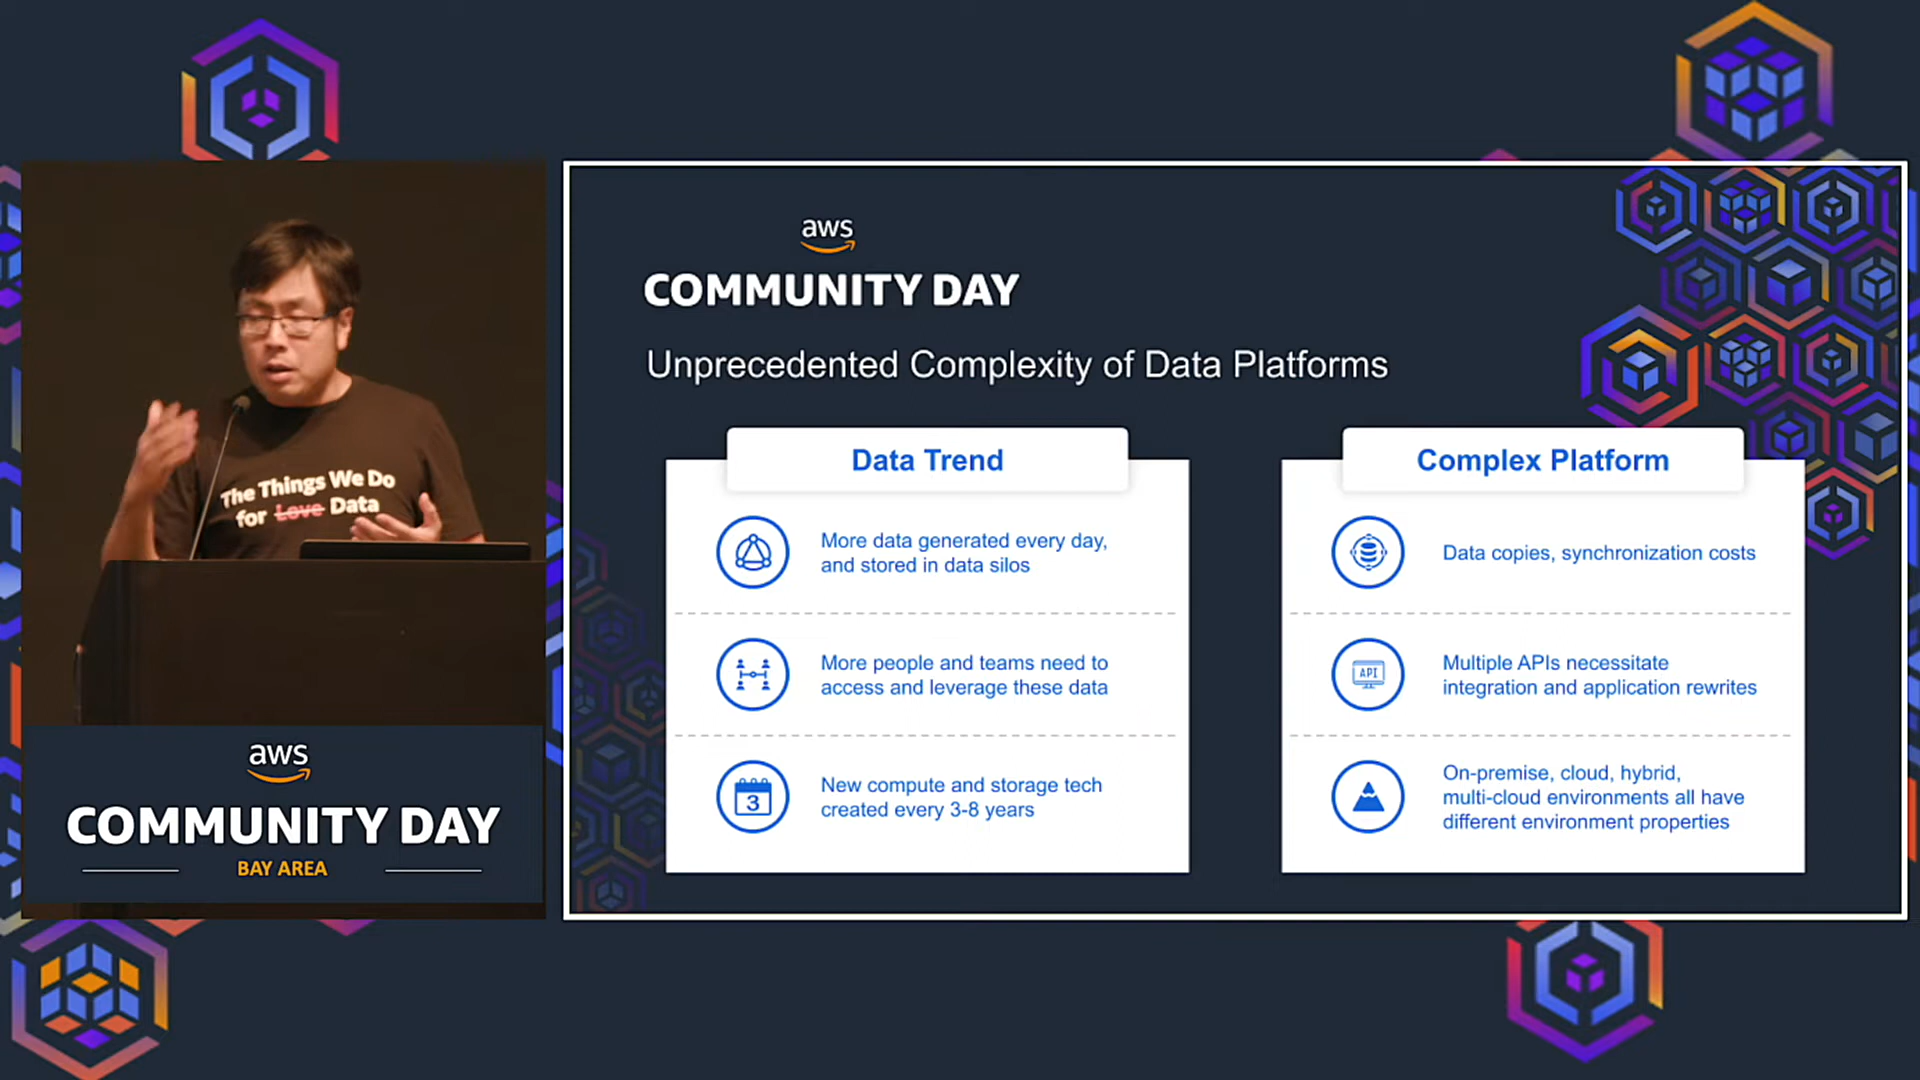 The Things We Do
for Love Data
aws
COMMUNITY DAY
BAY AREA
aws
COMMUNITY DAY
Unprecedented Complexity of Data Platforms
Data Trend
More data generated every day,
and stored in data silos
More people and teams need to
access and leverage these data
3
New compute and storage tech
created every 3-8 years
Complex Platform
Data copies, synchronization costs
API
Multiple APIs necessitate
integration and application rewrites
On-premise, cloud, hybrid,
multi-cloud environments all have
different environment properties